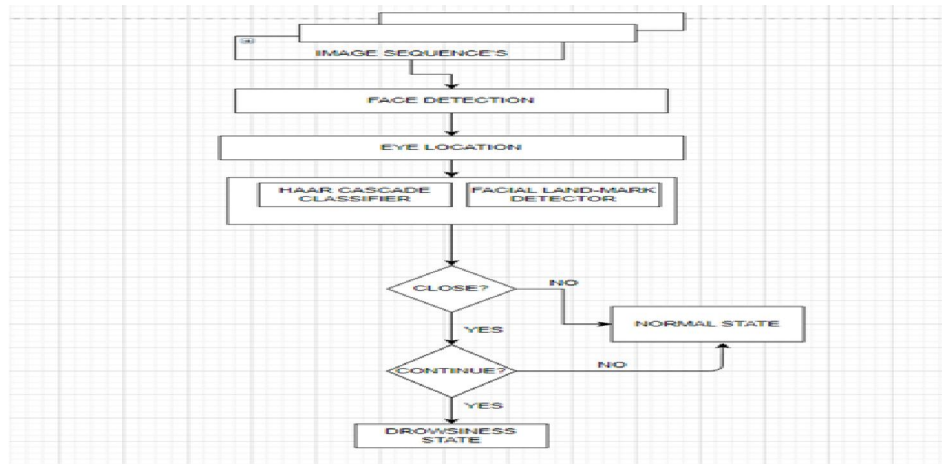 IMAGE SEQUENCE'S
FACE DETECTION
EYE LOCATION
HAAR CASCADE
CLASSIFIER
FACIAL LAND-MARK
DETECTOR
CLOSE?
NO
NORMAL STATE
YES
CONTINUE?
NO
YES
DROWSINESS
STATE